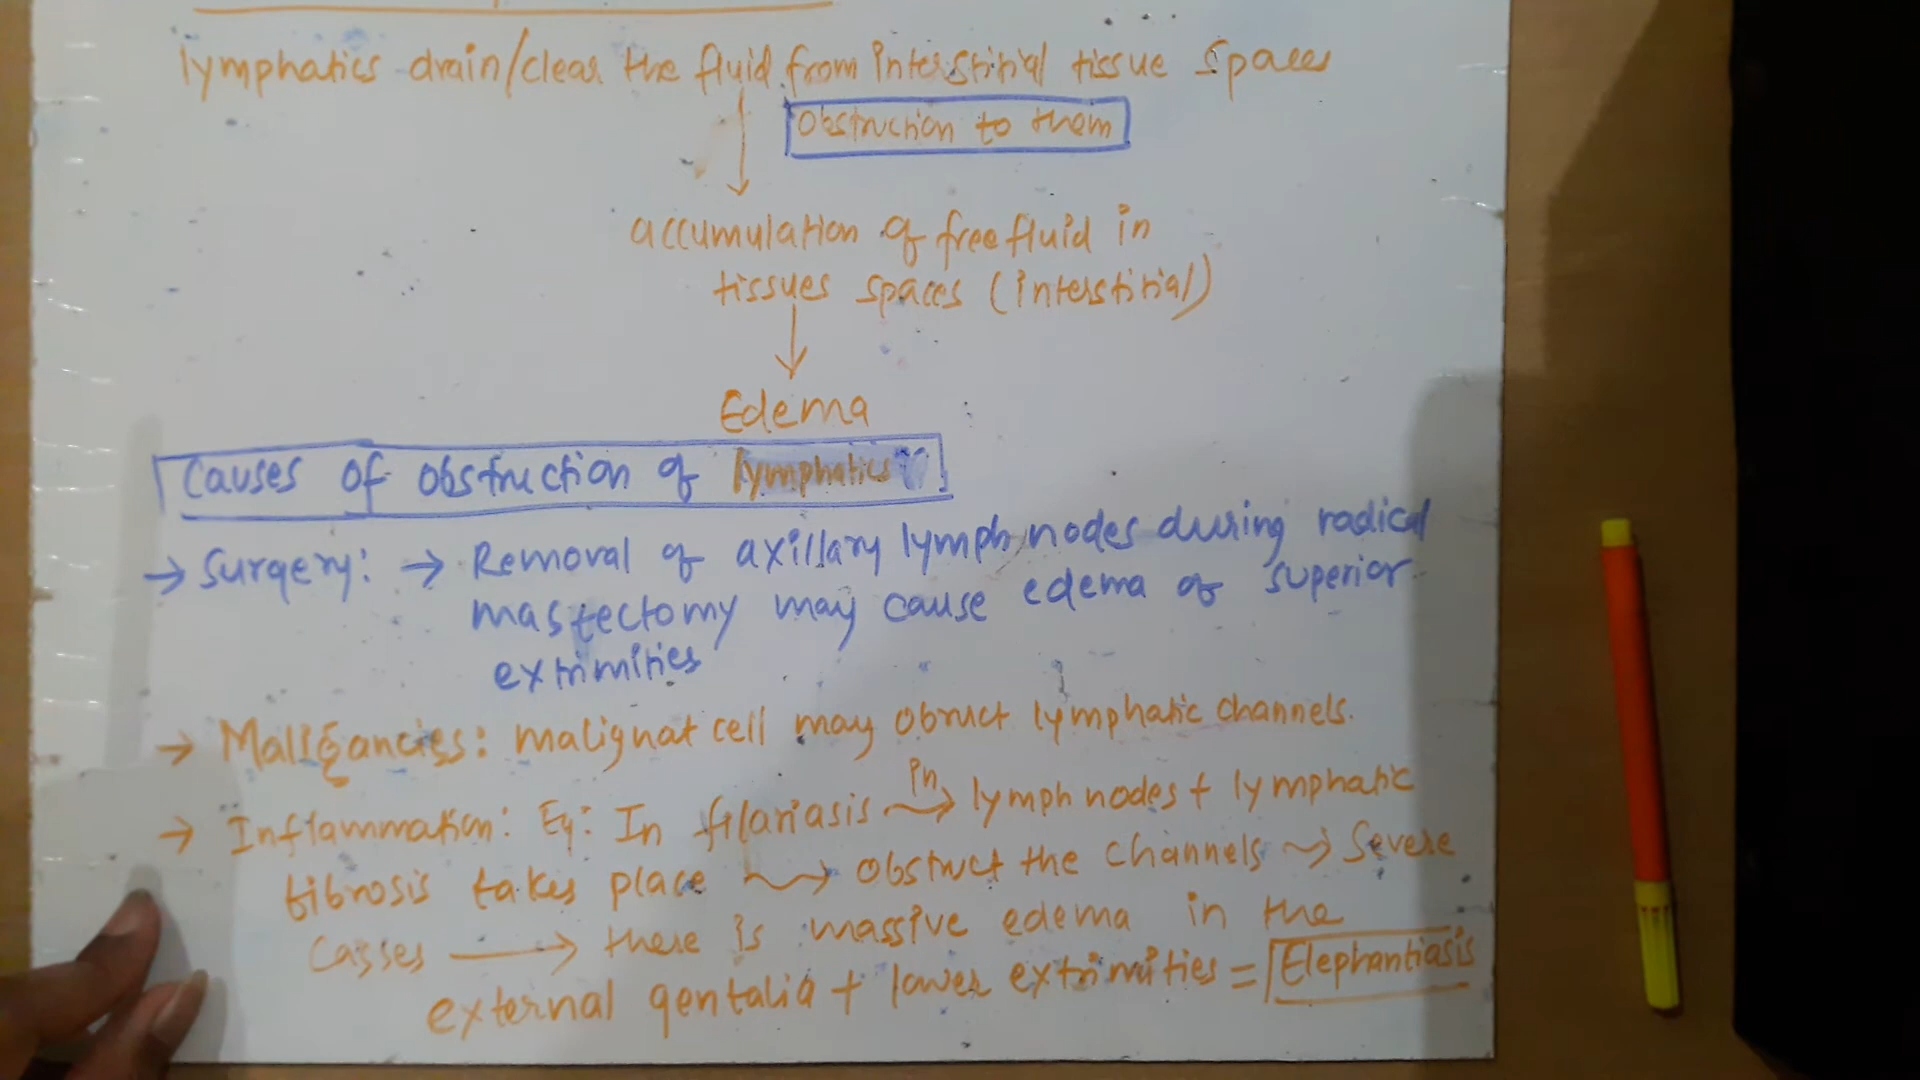 lymphatics drain/clear the fluid from interstitial tissue spaces
obstruction to them
accumulation of free fluid in
tissues spaces (interstitial)
Edema
Causes of obstruction of lymphatics
→ Surgery: → Removal of axillary lymph nodes during radical
mastectomy may cause edema of superior
extrimities
→ Maligancies: malignat cell may obruct lymphatic channels.
→ Inflammation: Eg: In filariasis in → lymph nodes + lymphatic
fibrosis takes place → obstruct the channels → Severe
Casses → there is massive edema in the
external gentalia + lower extrimities = Elephantiasis